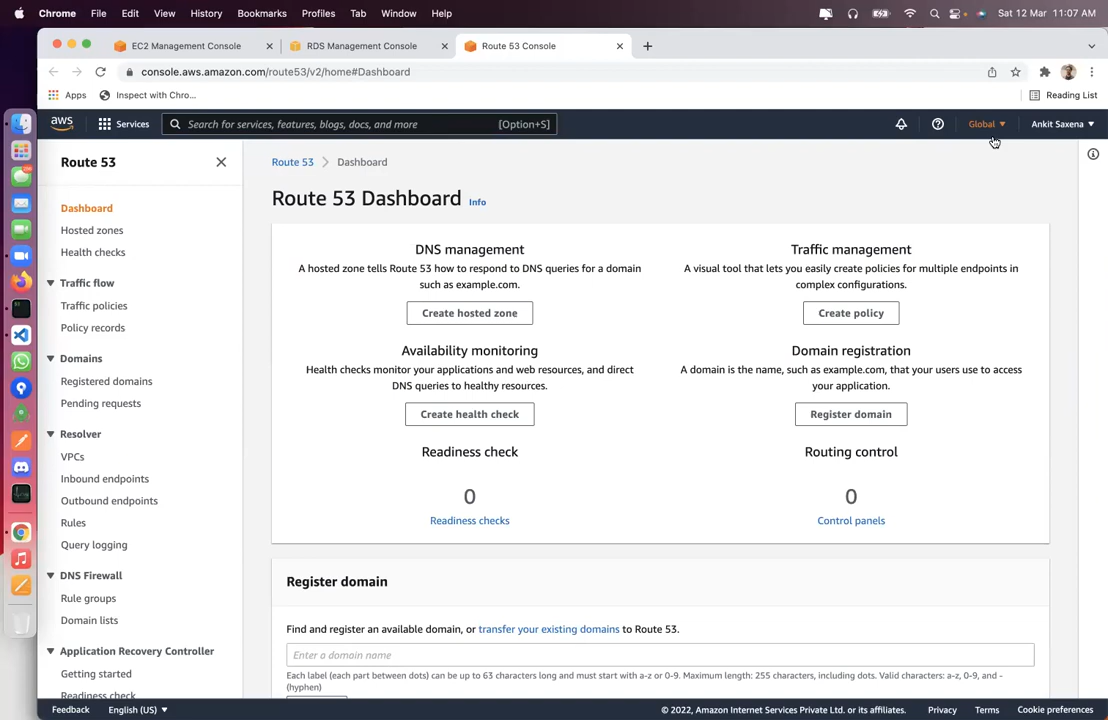 Chrome File Edit View History Bookmarks Profiles Tab Window Help Sat 12 Mar 11:07 AM
EC2 Management Console RDS Management Console Route 53 Console
console.aws.amazon.com/route53/v2/home#Dashboard
Apps Inspect with Chro... Reading List
aws Services Search for services, features, blogs, docs, and more [Option+S] Global Ankit Saxena
Route 53
Dashboard
Hosted zones
Health checks
Traffic flow
Traffic policies
Policy records
Domains
Registered domains
Pending requests
Resolver
VPCs
Inbound endpoints
Outbound endpoints
Rules
Query logging
DNS Firewall
Rule groups
Domain lists
Application Recovery Controller
Getting started
Readiness check
Route 53 Dashboard
Route 53 Dashboard Info
DNS management
A hosted zone tells Route 53 how to respond to DNS queries for a domain
such as example.com.
Create hosted zone
Traffic management
A visual tool that lets you easily create policies for multiple endpoints in
complex configurations.
Create policy
Availability monitoring
Health checks monitor your applications and web resources, and direct
DNS queries to healthy resources.
Create health check
Domain registration
A domain is the name, such as example.com, that your users use to access
your application.
Register domain
Readiness check
0
Readiness checks
Routing control
0
Control panels
Register domain
Find and register an available domain, or transfer your existing domains to Route 53.
Enter a domain name
Each label (each part between dots) can be up to 63 characters long and must start with a-z or 0-9. Maximum length: 255 characters, including dots. Valid characters: a-z, 0-9, and -
(hyphen)
Feedback English (US) © 2022, Amazon Internet Services Private Ltd. or its affiliates. Privacy Terms Cookie preferences